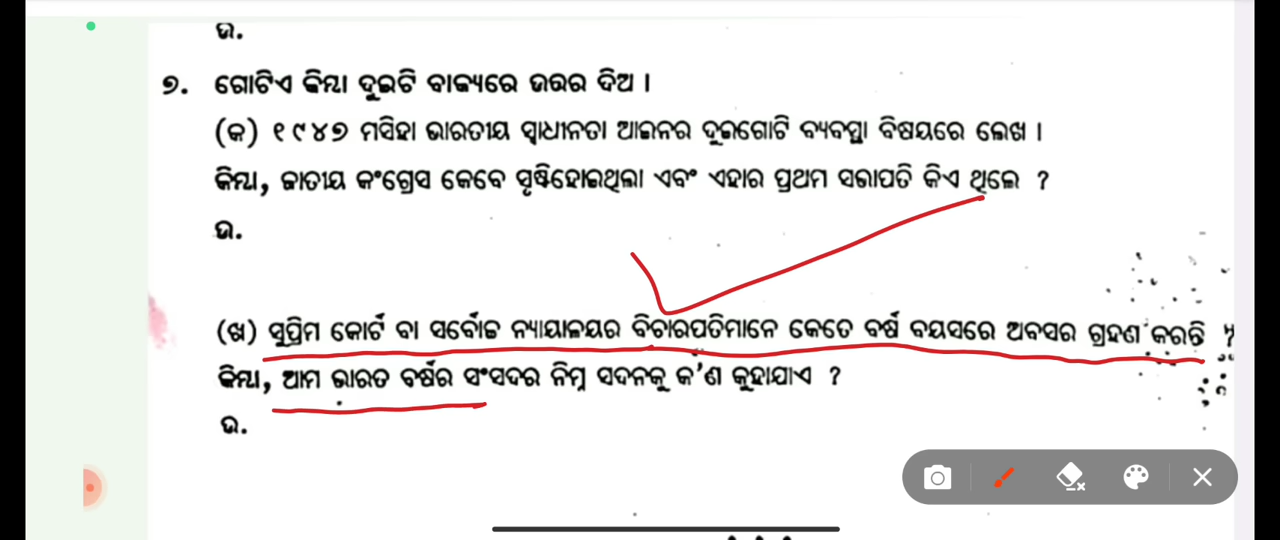 ଉ.
୭. ଗୋଟିଏ କିମ୍ବା ଦୁଇଟି ବାକ୍ୟରେ ଉତ୍ତର ଦିଅ ।
(କ) ୧୯୪୭ ମସିହା ଭାରତୀୟ ସ୍ୱାଧୀନତା ଆଇନର ଦୁଇଗୋଟି ବ୍ୟବସ୍ଥା ବିଷୟରେ ଲେଖ ।
କିମ୍ବା, ଜାତୀୟ କଂଗ୍ରେସ କେବେ ସୃଷ୍ଟିହୋଇଥିଲା ଏବଂ ଏହାର ପ୍ରଥମ ସଭାପତି କିଏ ଥିଲେ ?
ଉ.
(ଖ) ସୁପ୍ରିମ କୋର୍ଟ ବା ସର୍ବୋଚ୍ଚ ନ୍ୟାୟାଳୟର ବିଚାରପତିମାନେ କେତେ ବର୍ଷ ବୟସରେ ଅବସର ଗ୍ରହଣ କରନ୍ତି ?
କିମ୍ବା, ଆମ ଭାରତ ବର୍ଷର ସଂସଦର ନିମ୍ନ ସଦନକୁ କ'ଣ କୁହାଯାଏ ?
ଉ.